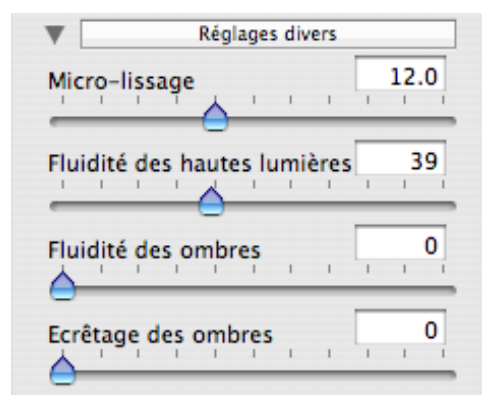 Réglages divers
Micro-lissage 12.0
Fluidité des hautes lumières 39
Fluidité des ombres 0
Ecrêtage des ombres 0